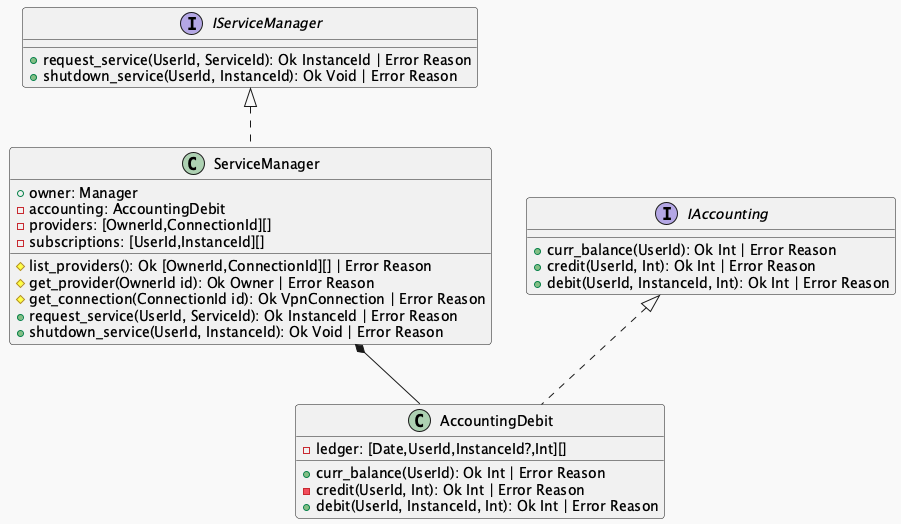 I IServiceManager
request_service(UserId, ServiceId): Ok InstanceId | Error Reason
shutdown_service(UserId, InstanceId): Ok Void | Error Reason
C ServiceManager
owner: Manager
accounting: AccountingDebit
providers: [OwnerId,ConnectionId][]
subscriptions: [UserId,InstanceId][]
list_providers(): Ok [OwnerId,ConnectionId][] | Error Reason
get_provider(OwnerId id): Ok Owner | Error Reason
get_connection(ConnectionId id): Ok VpnConnection | Error Reason
request_service(UserId, ServiceId): Ok InstanceId | Error Reason
shutdown_service(UserId, InstanceId): Ok Void | Error Reason
I IAccounting
curr_balance(UserId): Ok Int | Error Reason
credit(UserId, Int): Ok Int | Error Reason
debit(UserId, InstanceId, Int): Ok Int | Error Reason
C AccountingDebit
ledger: [Date,UserId,InstanceId?,Int][]
curr_balance(UserId): Ok Int | Error Reason
credit(UserId, Int): Ok Int | Error Reason
debit(UserId, InstanceId, Int): Ok Int | Error Reason